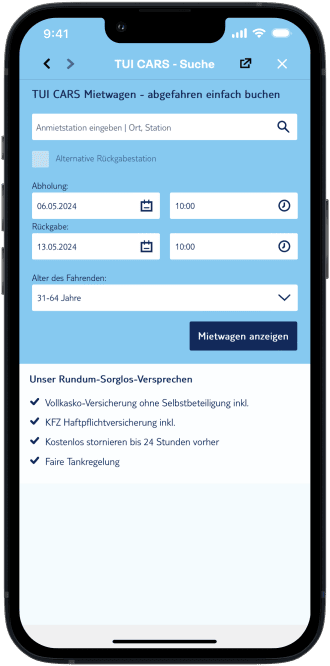 9:41
TUI CARS - Suche
TUI CARS Mietwagen - abgefahren einfach buchen
Anmietstation eingeben | Ort, Station
Alternative Rückgabestation
Abholung:
06.05.2024 10:00
Rückgabe:
13.05.2024 10:00
Alter des Fahrenden:
31-64 Jahre
Mietwagen anzeigen
Unser Rundum-Sorglos-Versprechen
Vollkasko-Versicherung ohne Selbstbeteiligung inkl.
KFZ Haftpflichtversicherung inkl.
Kostenlos stornieren bis 24 Stunden vorher
Faire Tankregelung